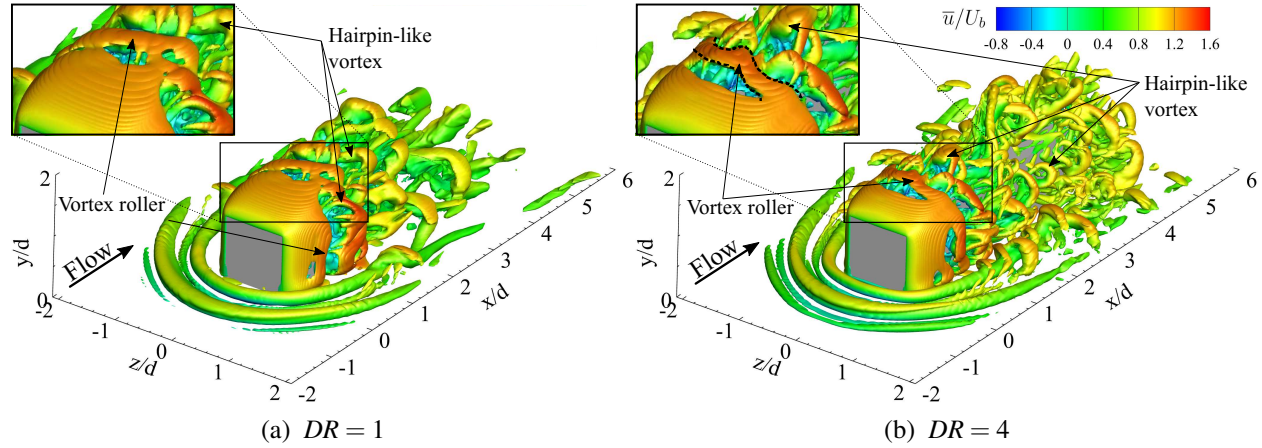 Hairpin-like
vortex
Vortex roller
Flow
y/d
2
1
0
-2
-1
0
1
2
z/d
-2
-1
0
1
2
3
4
5
6
x/d
(a) DR = 1
u̅/U_b
-0.8 -0.4 0 0.4 0.8 1.2 1.6
Hairpin-like
vortex
Vortex roller
Flow
y/d
2
1
0
-2
-1
0
1
2
z/d
-2
-1
0
1
2
3
4
5
6
x/d
(b) DR = 4